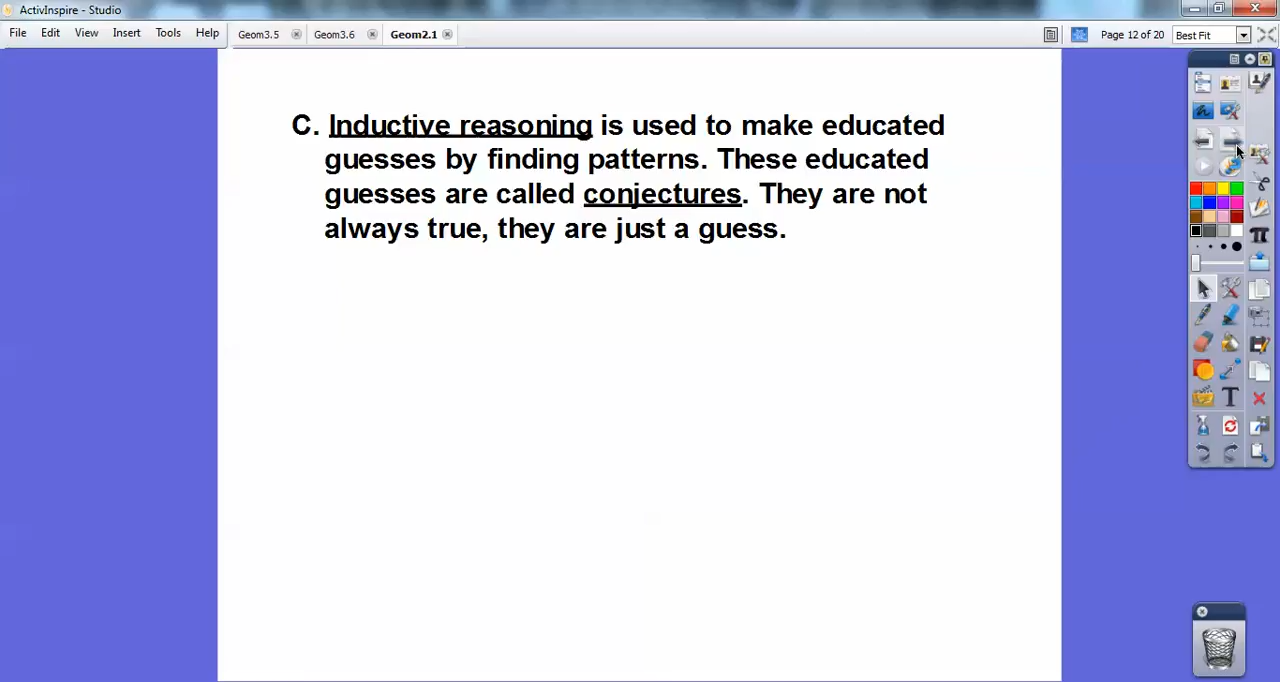 ActivInspire - Studio
File Edit View Insert Tools Help
Geom3.5 Geom3.6 Geom2.1
Page 12 of 20 Best Fit
C. Inductive reasoning is used to make educated
guesses by finding patterns. These educated
guesses are called conjectures. They are not
always true, they are just a guess.